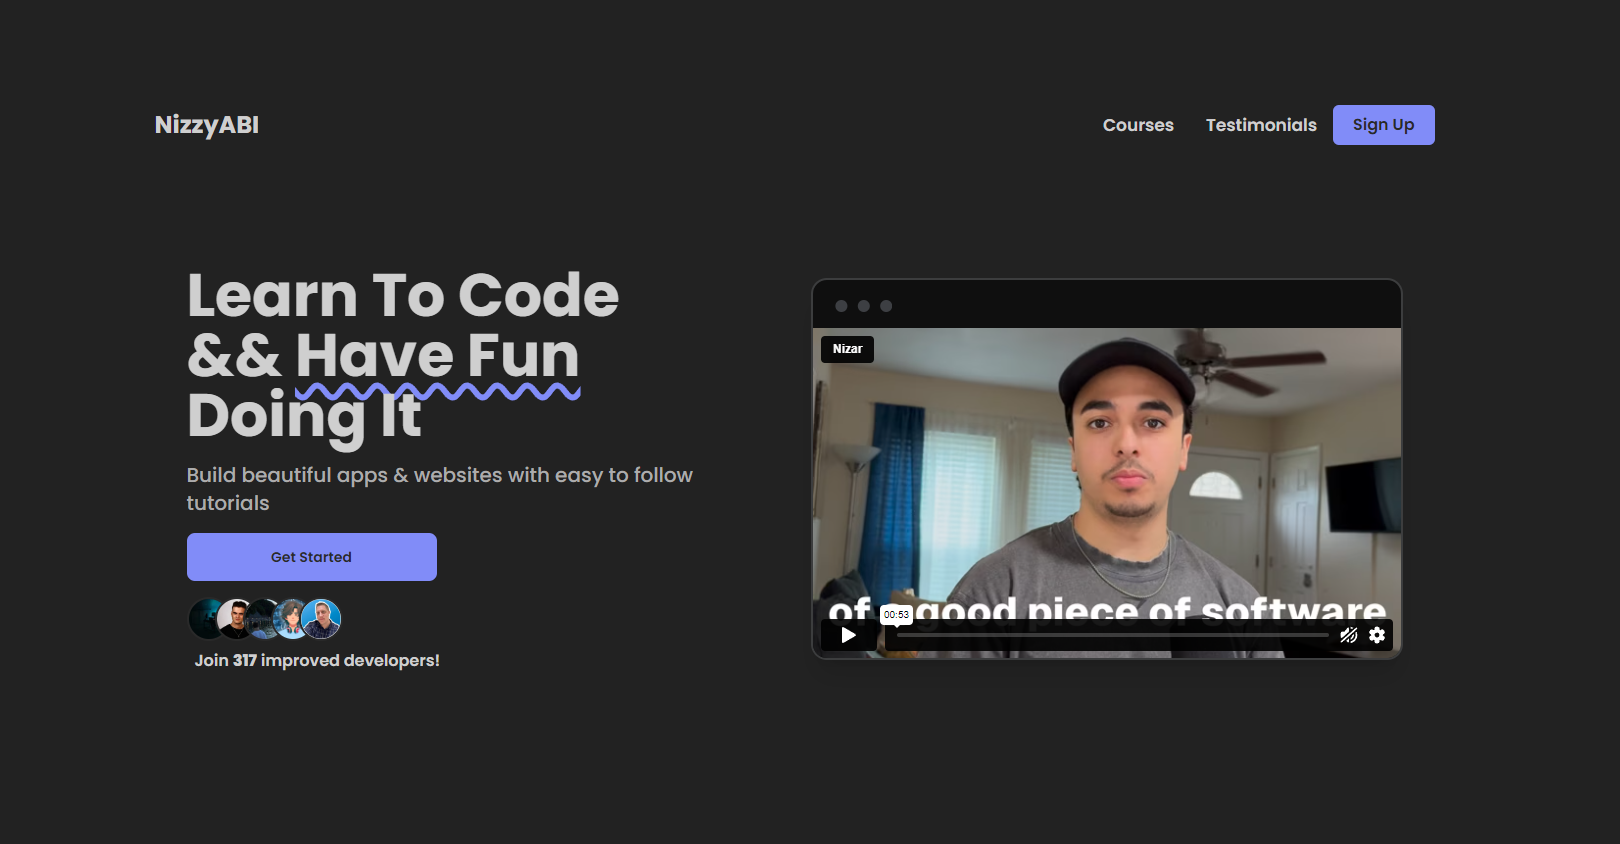 NizzyABI
Courses Testimonials Sign Up
Learn To Code
&& Have Fun
Doing It
Build beautiful apps & websites with easy to follow
tutorials
Get Started
Join 317 improved developers!
Nizar
of a good piece of software
00:53